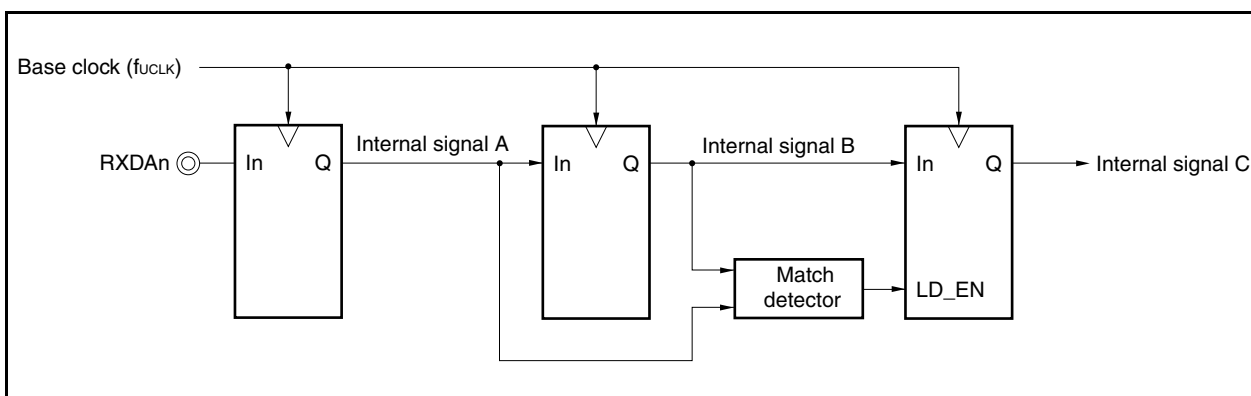 Base clock (fUCLK)
Internal signal A
Internal signal B
RXDAn
In
Q
In
Q
In
Q
Internal signal C
Match
detector
LD_EN